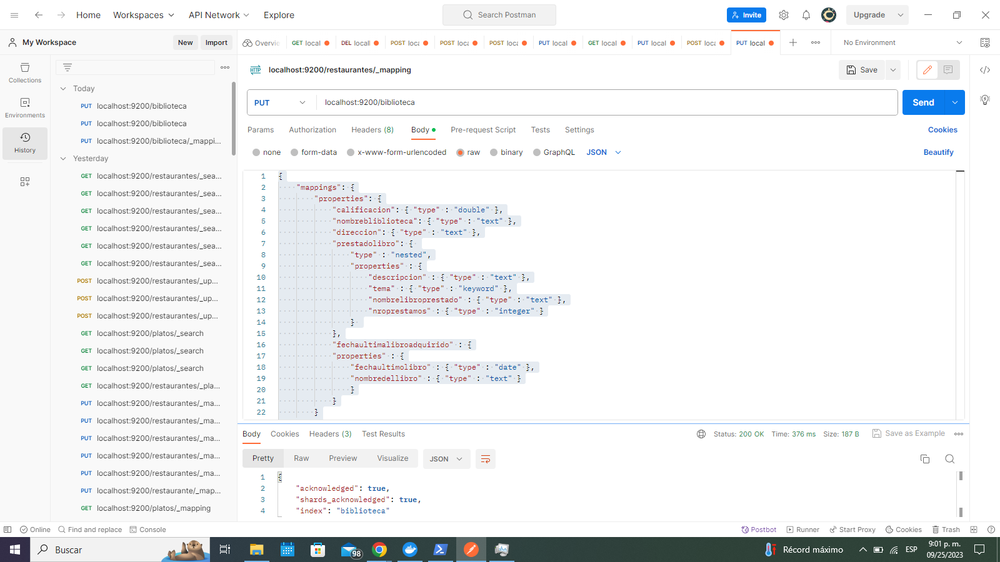 Home Workspaces API Network Explore Search Postman Invite Upgrade
My Workspace New Import Overvie GET local DEL locall POST loca POST loca POST loca PUT local GET local PUT local POST loca PUT local No Environment
Collections
Environments
History
Today
PUT localhost:9200/biblioteca
PUT localhost:9200/biblioteca
PUT localhost:9200/biblioteca/_mappi...
Yesterday
GET localhost:9200/restaurantes/_sea...
GET localhost:9200/restaurantes/_sea...
GET localhost:9200/restaurantes/_sea...
GET localhost:9200/restaurantes/_sea...
GET localhost:9200/restaurantes/_sea...
GET localhost:9200/restaurantes/_sea...
POST localhost:9200/restaurantes/_up...
POST localhost:9200/restaurantes/_up...
POST localhost:9200/restaurantes/_up...
GET localhost:9200/platos/_search
GET localhost:9200/platos/_search
GET localhost:9200/platos/_search
GET localhost:9200/restaurantes/_pla...
PUT localhost:9200/restaurantes/_ma...
PUT localhost:9200/restaurantes/_ma...
PUT localhost:9200/restaurantes/_ma...
PUT localhost:9200/restaurantes/_ma...
PUT localhost:9200/restaurantes/_ma...
PUT localhost:9200/restaurante/_map...
GET localhost:9200/platos/_mapping
HTTP localhost:9200/restaurantes/_mapping Save
PUT localhost:9200/biblioteca Send
Params Authorization Headers (8) Body Pre-request Script Tests Settings Cookies
none form-data x-www-form-urlencoded raw binary GraphQL JSON Beautify
1 {
2 "mappings": {
3 "properties": {
4 "calificacion": { "type" : "double" },
5 "nombrebliblioteca": { "type" : "text" },
6 "direccion": { "type" : "text" },
7 "prestadolibro": {
8 "type" : "nested",
9 "properties" : {
10 "descripcion" : { "type" : "text" },
11 "tema" : { "type" : "keyword" },
12 "nombrelibroprestado" : { "type" : "text" },
13 "nroprestamos" : { "type" : "integer" }
14 }
15 },
16 "fechaultimalibroadquirido" : {
17 "properties" : {
18 "fechaultimolibro" : { "type" : "date" },
19 "nombredellibro" : { "type" : "text" }
20 }
21 }
22 }
Body Cookies Headers (3) Test Results Status: 200 OK Time: 376 ms Size: 187 B Save as Example
Pretty Raw Preview Visualize JSON
1 {
2 "acknowledged": true,
3 "shards_acknowledged": true,
4 "index": "biblioteca"
Online Find and replace Console Postbot Runner Start Proxy Cookies Trash
Buscar 98 Récord máximo ESP 9:01 p. m.
09/25/2023